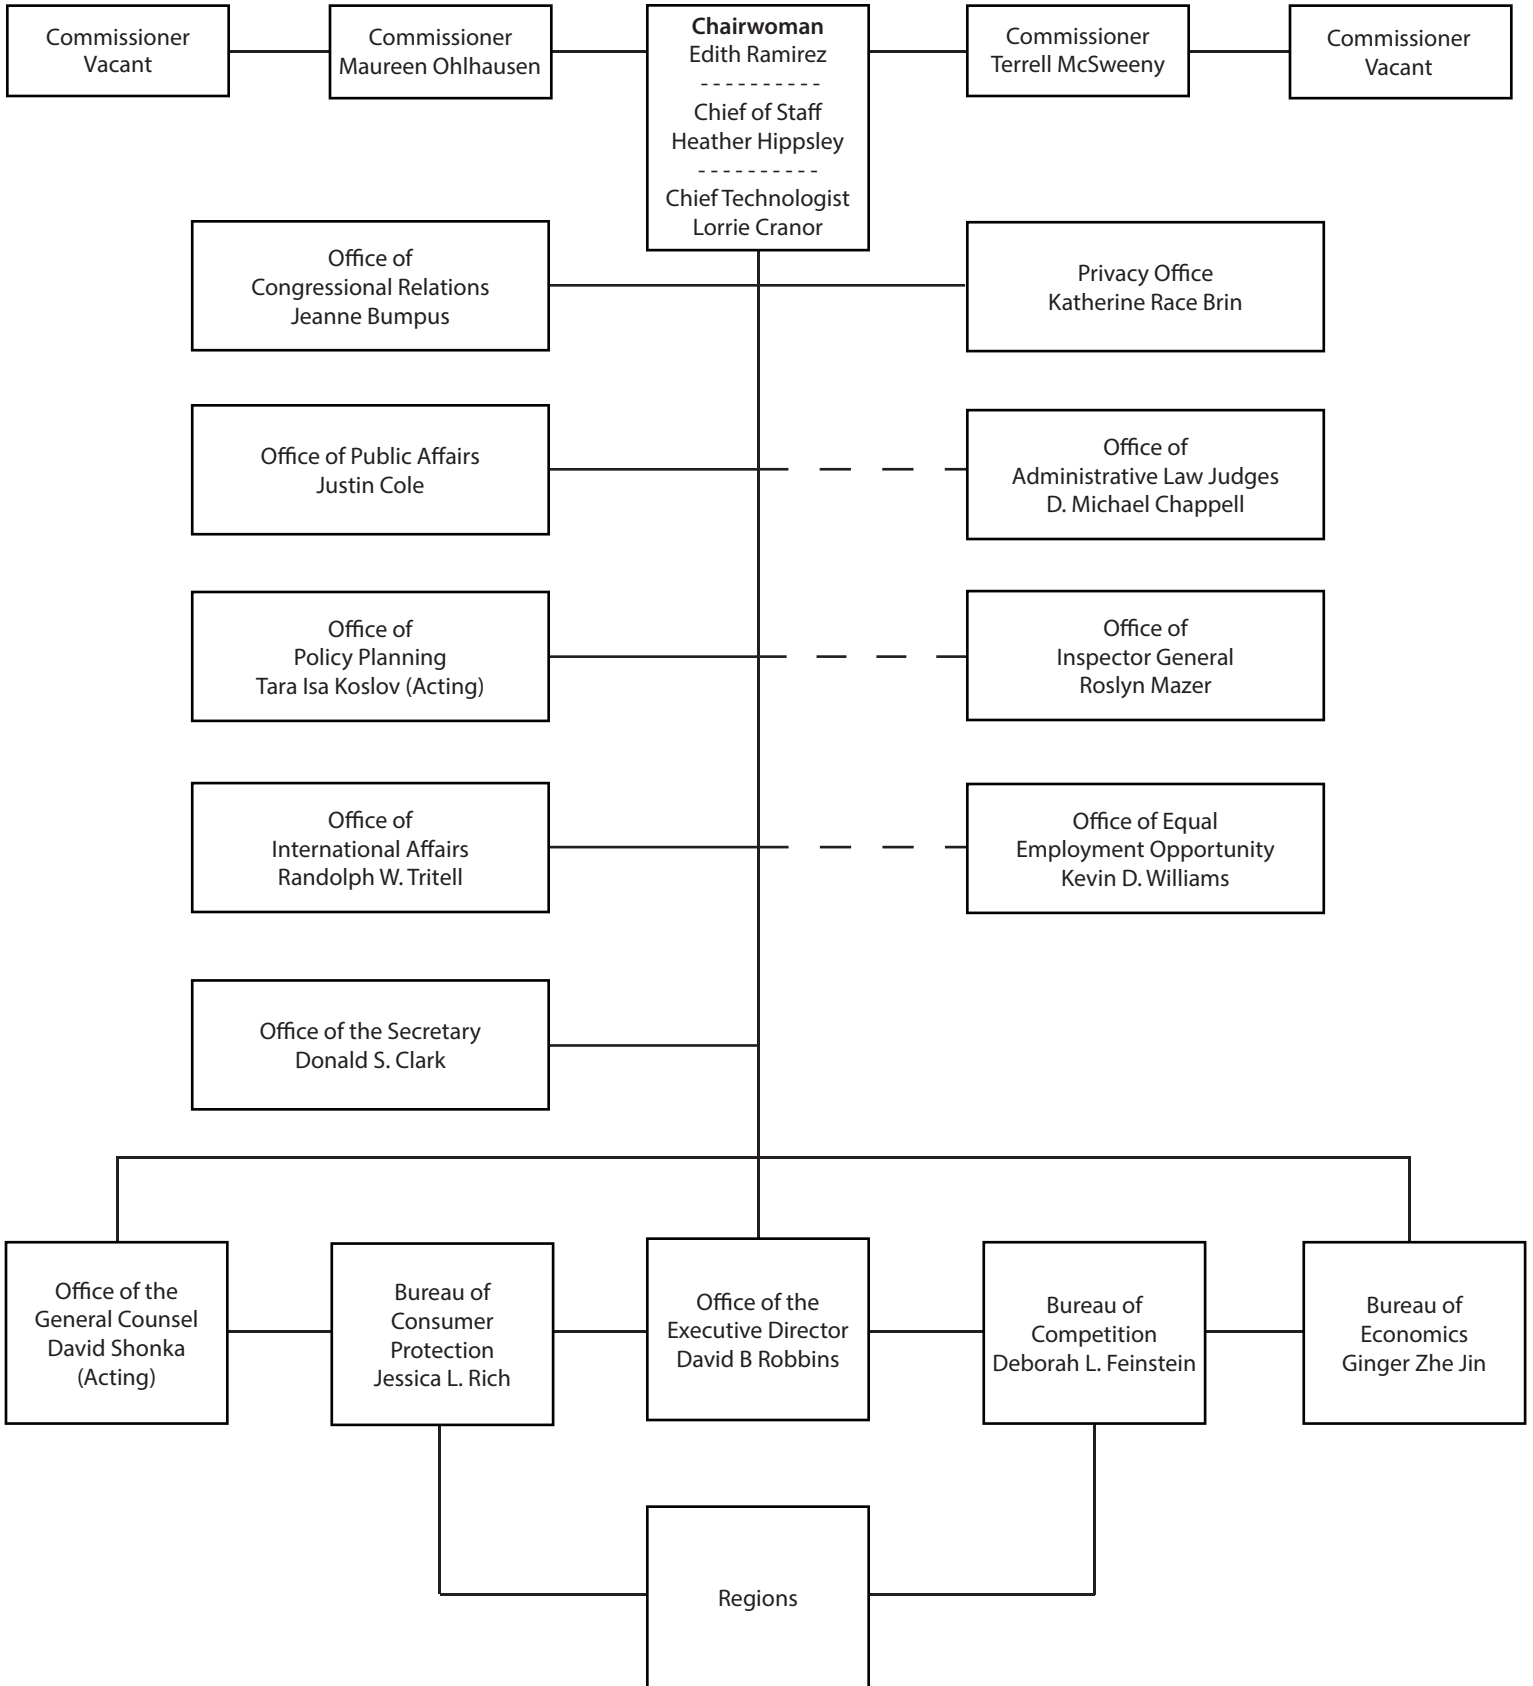 Commissioner
Vacant
Commissioner
Maureen Ohlhausen
Chairwoman
Edith Ramirez
- - - - - - - - - -
Chief of Staff
Heather Hippsley
- - - - - - - - - -
Chief Technologist
Lorrie Cranor
Commissioner
Terrell McSweeny
Commissioner
Vacant
Office of
Congressional Relations
Jeanne Bumpus
Privacy Office
Katherine Race Brin
Office of Public Affairs
Justin Cole
Office of
Administrative Law Judges
D. Michael Chappell
Office of
Policy Planning
Tara Isa Koslov (Acting)
Office of
Inspector General
Roslyn Mazer
Office of
International Affairs
Randolph W. Tritell
Office of Equal
Employment Opportunity
Kevin D. Williams
Office of the Secretary
Donald S. Clark
Office of the
General Counsel
David Shonka
(Acting)
Bureau of
Consumer
Protection
Jessica L. Rich
Office of the
Executive Director
David B Robbins
Bureau of
Competition
Deborah L. Feinstein
Bureau of
Economics
Ginger Zhe Jin
Regions